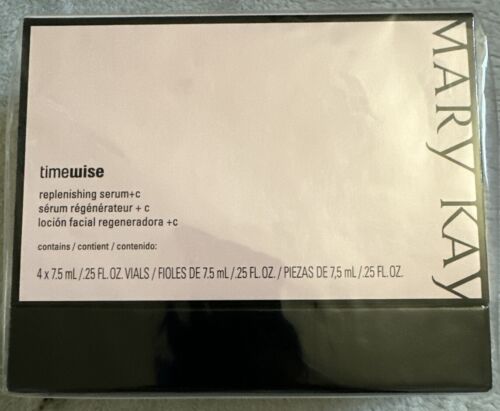 MARY KAY
timewise
replenishing serum+c
sérum régénérateur + c
loción facial regeneradora +c
contains / contient / contenido:
4 x 7.5 mL / .25 FL. OZ. VIALS / FIOLES DE 7.5 mL / .25 FL. OZ. / PIEZAS DE 7,5 mL / .25 FL. OZ.